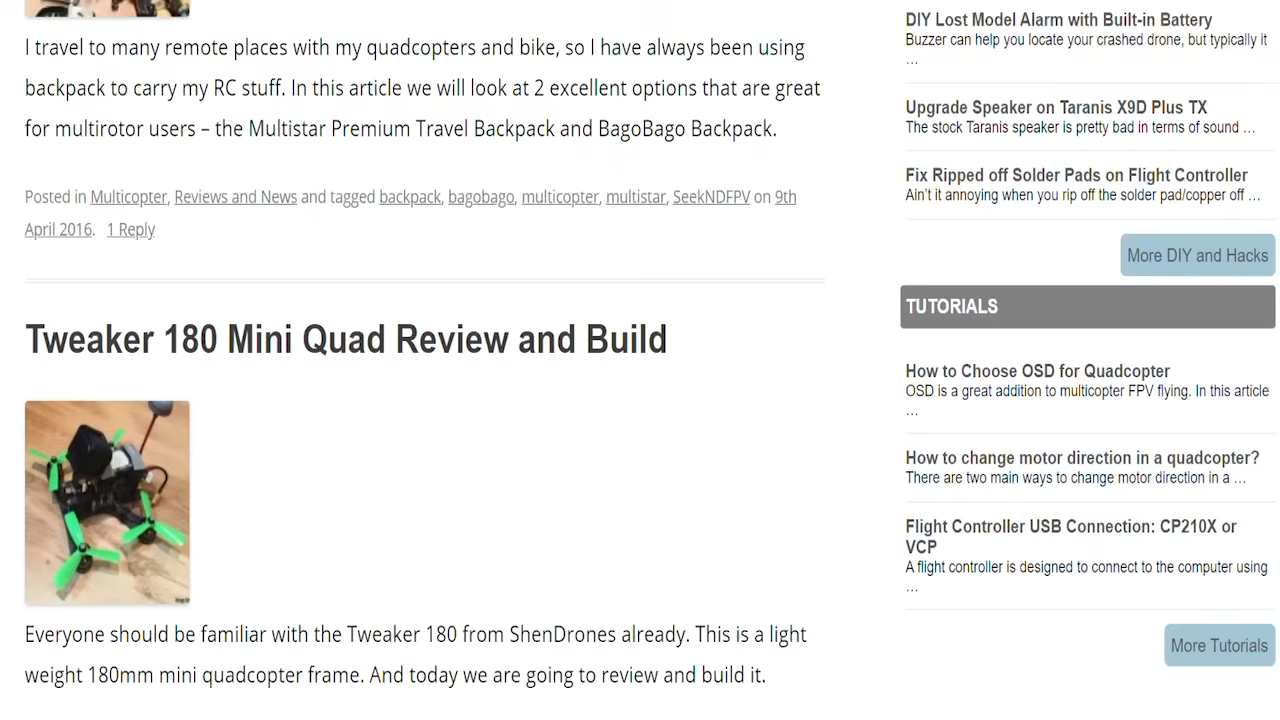 I travel to many remote places with my quadcopters and bike, so I have always been using
backpack to carry my RC stuff. In this article we will look at 2 excellent options that are great
for multirotor users – the Multistar Premium Travel Backpack and BagoBago Backpack.
Posted in Multicopter, Reviews and News and tagged backpack, bagobago, multicopter, multistar, SeekNDFPV on 9th
April 2016. 1 Reply
Tweaker 180 Mini Quad Review and Build
Everyone should be familiar with the Tweaker 180 from ShenDrones already. This is a light
weight 180mm mini quadcopter frame. And today we are going to review and build it.
DIY Lost Model Alarm with Built-in Battery
Buzzer can help you locate your crashed drone, but typically it
...
Upgrade Speaker on Taranis X9D Plus TX
The stock Taranis speaker is pretty bad in terms of sound ...
Fix Ripped off Solder Pads on Flight Controller
Ain't it annoying when you rip off the solder pad/copper off ...
More DIY and Hacks
TUTORIALS
How to Choose OSD for Quadcopter
OSD is a great addition to multicopter FPV flying. In this article
...
How to change motor direction in a quadcopter?
There are two main ways to change motor direction in a ...
Flight Controller USB Connection: CP210X or
VCP
A flight controller is designed to connect to the computer using
...
More Tutorials